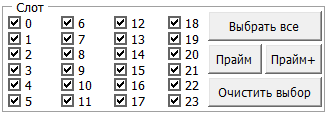 Слот
0 6 12 18 Выбрать все
1 7 13 19
2 8 14 20 Прайм Прайм+
3 9 15 21
4 10 16 22 Очистить выбор
5 11 17 23